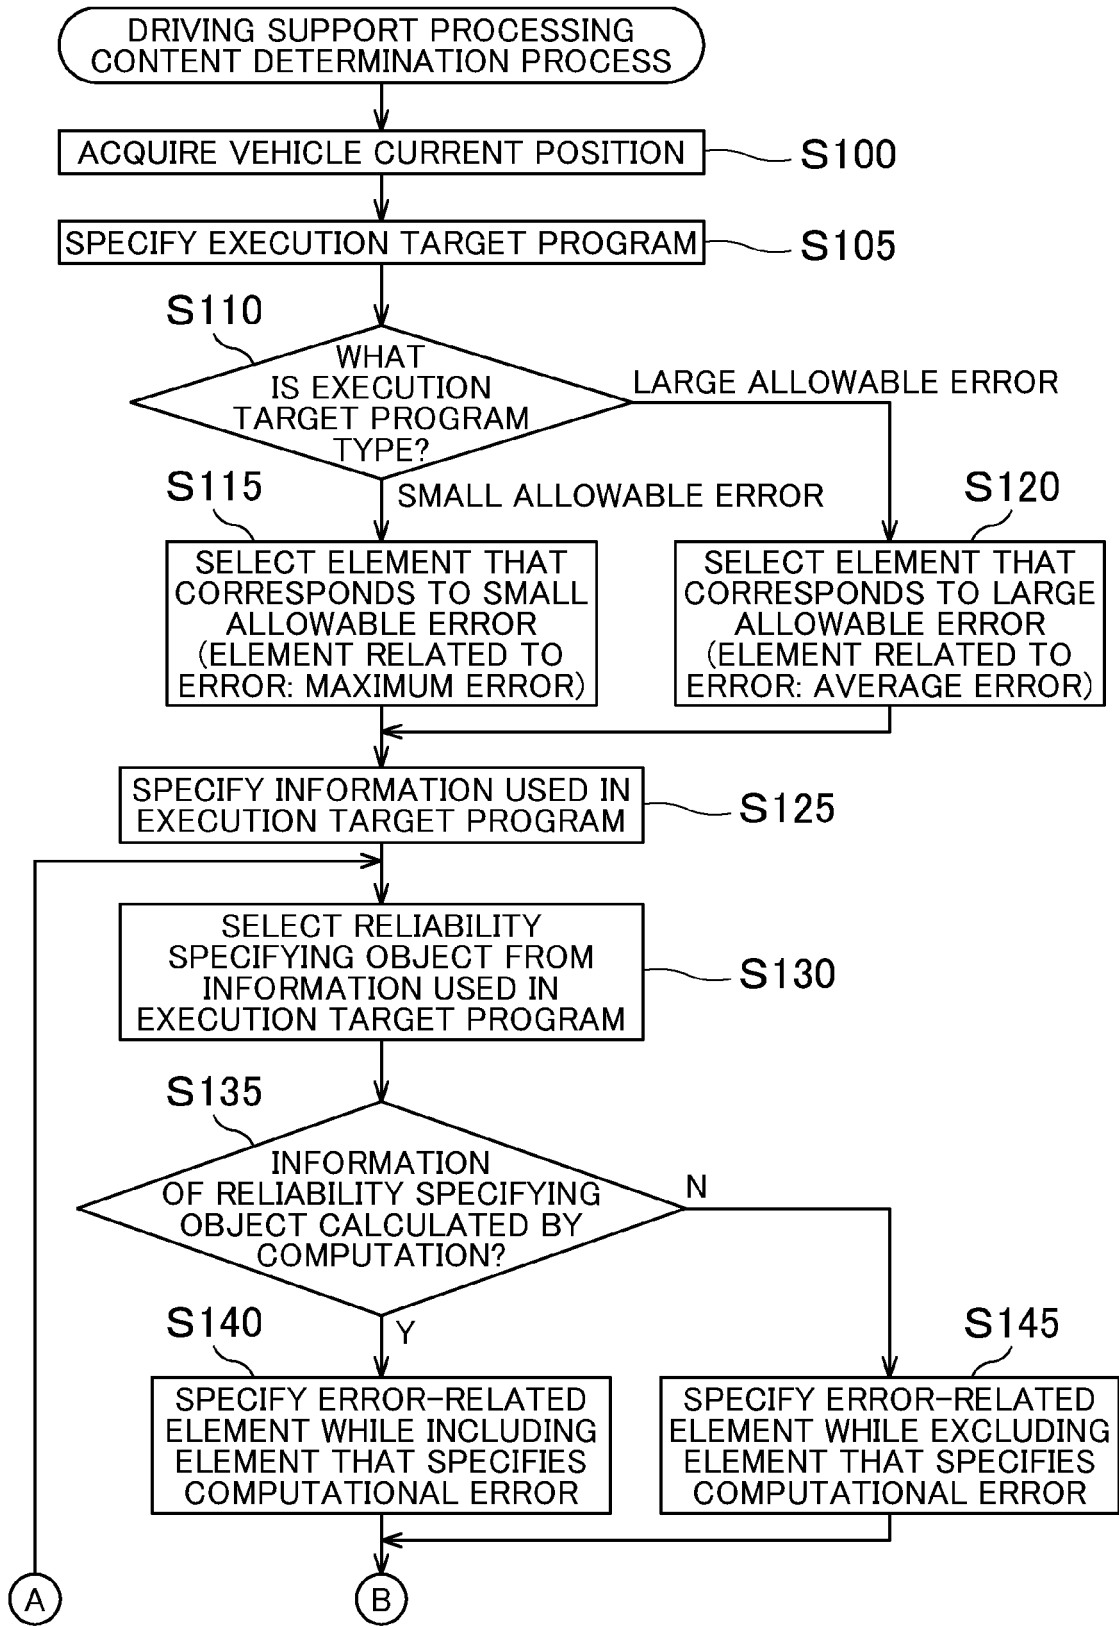 DRIVING SUPPORT PROCESSING
CONTENT DETERMINATION PROCESS
ACQUIRE VEHICLE CURRENT POSITION
S100
SPECIFY EXECUTION TARGET PROGRAM
S105
S110
WHAT
IS EXECUTION
TARGET PROGRAM
TYPE?
LARGE ALLOWABLE ERROR
SMALL ALLOWABLE ERROR
S115
SELECT ELEMENT THAT
CORRESPONDS TO SMALL
ALLOWABLE ERROR
(ELEMENT RELATED TO
ERROR: MAXIMUM ERROR)
S120
SELECT ELEMENT THAT
CORRESPONDS TO LARGE
ALLOWABLE ERROR
(ELEMENT RELATED TO
ERROR: AVERAGE ERROR)
SPECIFY INFORMATION USED IN
EXECUTION TARGET PROGRAM
S125
SELECT RELIABILITY
SPECIFYING OBJECT FROM
INFORMATION USED IN
EXECUTION TARGET PROGRAM
S130
S135
INFORMATION
OF RELIABILITY SPECIFYING
OBJECT CALCULATED BY
COMPUTATION?
N
Y
S140
SPECIFY ERROR-RELATED
ELEMENT WHILE INCLUDING
ELEMENT THAT SPECIFIES
COMPUTATIONAL ERROR
S145
SPECIFY ERROR-RELATED
ELEMENT WHILE EXCLUDING
ELEMENT THAT SPECIFIES
COMPUTATIONAL ERROR
A
B